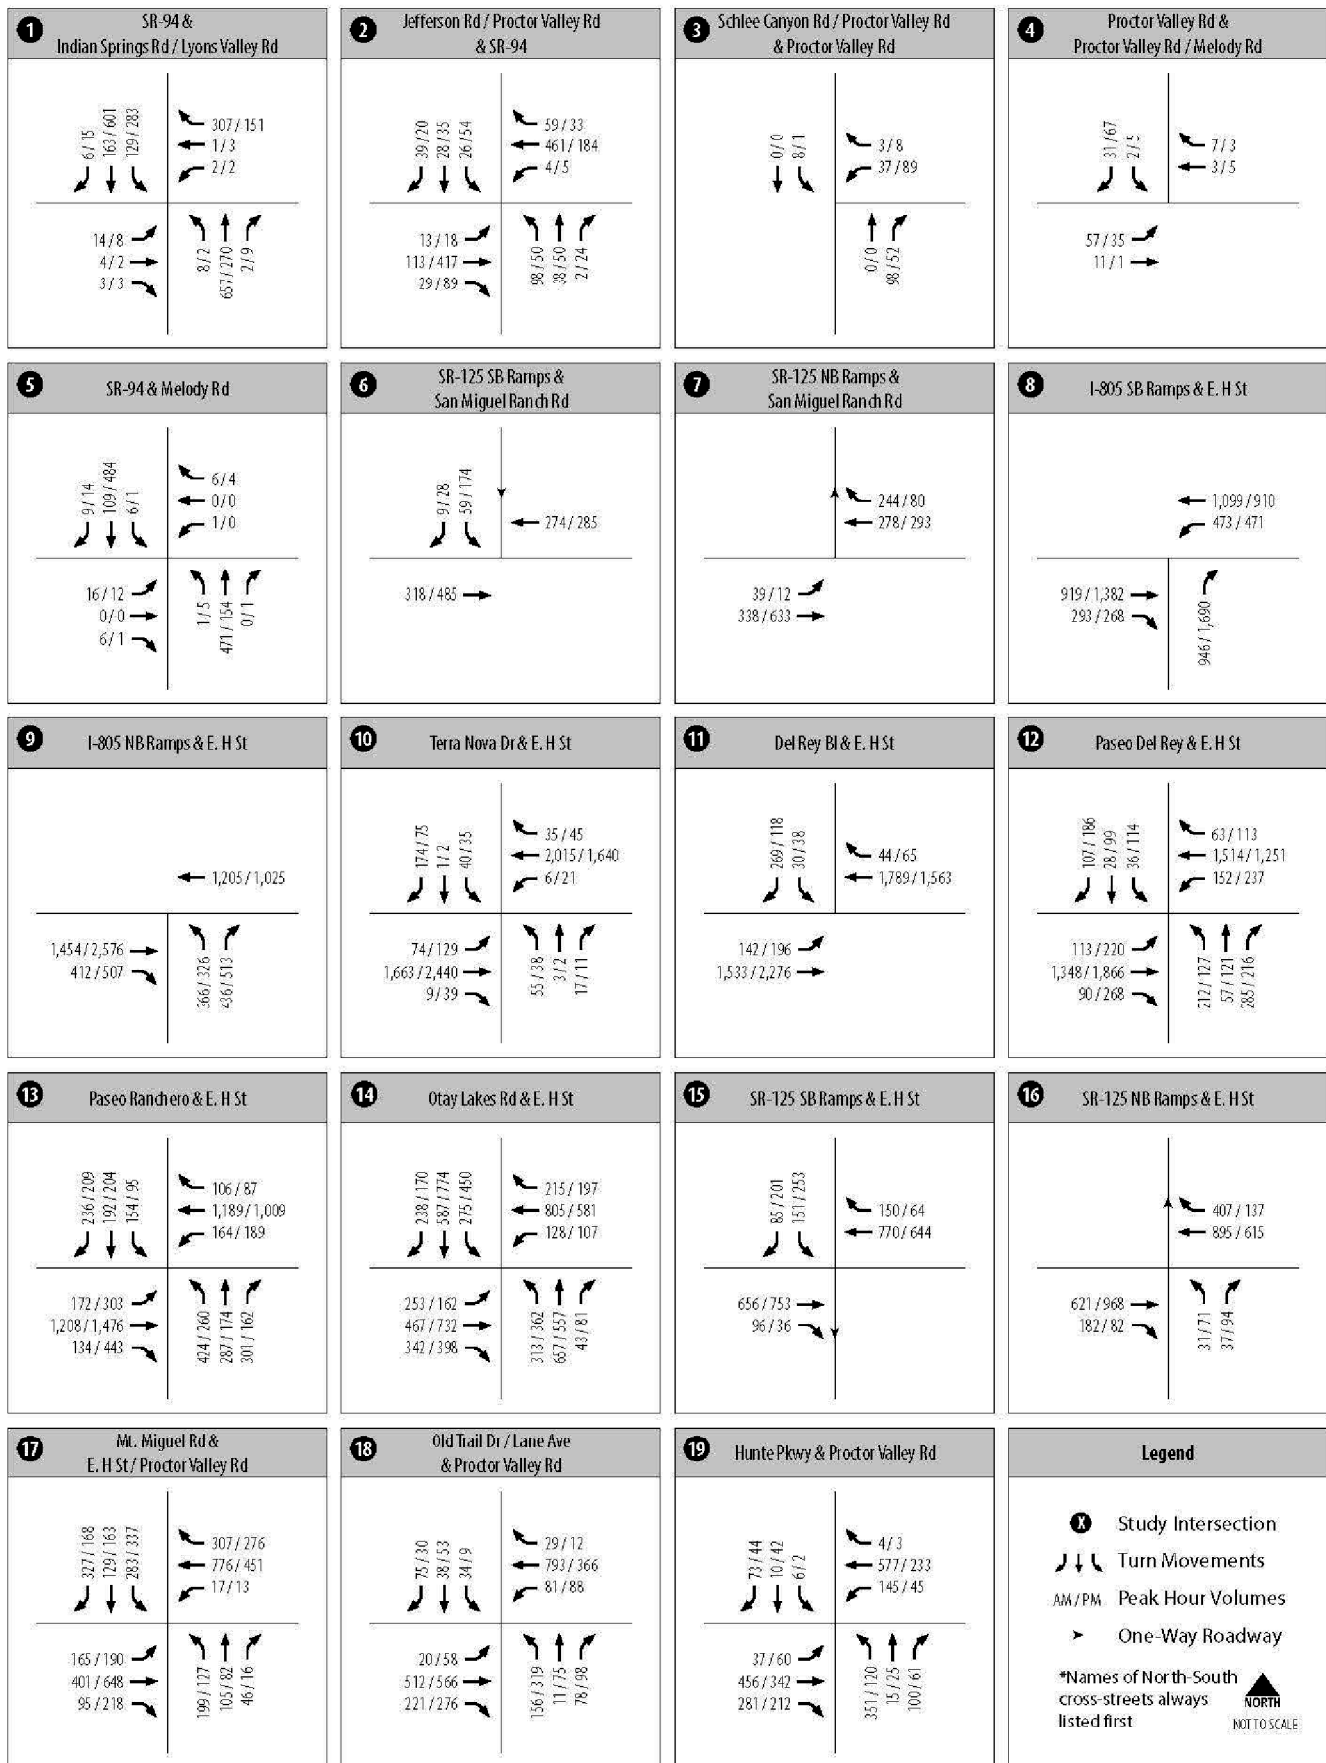 1
SR-94 &
Indian Springs Rd / Lyons Valley Rd
6 / 15
163 / 601
129 / 283
307 / 151
1 / 3
2 / 2
14 / 8
4 / 2
3 / 3
8 / 2
657 / 270
2 / 9
2
Jefferson Rd / Proctor Valley Rd
& SR-94
39 / 20
28 / 35
26 / 54
59 / 33
461 / 184
4 / 5
13 / 18
113 / 417
29 / 89
98 / 50
38 / 50
2 / 24
3
Schlee Canyon Rd / Proctor Valley Rd
& Proctor Valley Rd
0 / 0
8 / 1
3 / 8
37 / 89
0 / 0
98 / 52
4
Proctor Valley Rd &
Proctor Valley Rd / Melody Rd
31 / 67
2 / 5
7 / 3
3 / 5
57 / 35
11 / 1
5
SR-94 & Melody Rd
9 / 14
109 / 484
6 / 1
6 / 4
0 / 0
1 / 0
16 / 12
0 / 0
6 / 1
1 / 5
471 / 154
0 / 1
6
SR-125 SB Ramps &
San Miguel Ranch Rd
9 / 28
59 / 174
274 / 285
318 / 485
7
SR-125 NB Ramps &
San Miguel Ranch Rd
244 / 80
278 / 293
39 / 12
338 / 633
8
I-805 SB Ramps & E. H St
1,099 / 910
473 / 471
919 / 1,382
293 / 268
946 / 1,690
9
I-805 NB Ramps & E. H St
1,205 / 1,025
1,454 / 2,576
412 / 507
366 / 326
436 / 513
10
Terra Nova Dr & E. H St
174 / 75
1 / 2
40 / 35
35 / 45
2,015 / 1,640
6 / 21
74 / 129
1,663 / 2,440
9 / 39
55 / 38
3 / 2
17 / 11
11
Del Rey Bl & E. H St
269 / 118
30 / 38
44 / 65
1,789 / 1,563
142 / 196
1,533 / 2,276
12
Paseo Del Rey & E. H St
107 / 186
28 / 99
36 / 114
63 / 113
1,514 / 1,251
152 / 237
113 / 220
1,348 / 1,866
90 / 268
212 / 127
57 / 121
285 / 216
13
Paseo Ranchero & E. H St
236 / 209
192 / 204
154 / 95
106 / 87
1,189 / 1,009
164 / 189
172 / 303
1,208 / 1,476
134 / 443
424 / 260
287 / 174
301 / 162
14
Otay Lakes Rd & E. H St
238 / 170
587 / 774
275 / 450
215 / 197
805 / 581
128 / 107
253 / 162
467 / 732
342 / 398
313 / 362
657 / 557
43 / 81
15
SR-125 SB Ramps & E. H St
85 / 201
151 / 253
150 / 64
770 / 644
656 / 753
96 / 36
16
SR-125 NB Ramps & E. H St
407 / 137
895 / 615
621 / 968
182 / 82
31 / 71
37 / 94
17
Mt. Miguel Rd &
E. H St / Proctor Valley Rd
327 / 168
129 / 163
283 / 337
307 / 276
776 / 451
17 / 13
165 / 190
401 / 648
95 / 218
199 / 127
105 / 82
46 / 16
18
Old Trail Dr / Lane Ave
& Proctor Valley Rd
75 / 30
38 / 53
34 / 9
29 / 12
793 / 366
81 / 88
20 / 58
512 / 566
221 / 276
156 / 319
11 / 75
78 / 98
19
Hunte Pkwy & Proctor Valley Rd
73 / 44
10 / 42
6 / 2
4 / 3
577 / 233
145 / 45
37 / 60
456 / 342
281 / 212
351 / 120
15 / 25
100 / 61
Legend
X Study Intersection
Turn Movements
AM / PM Peak Hour Volumes
One-Way Roadway
*Names of North-South
cross-streets always
listed first
NORTH
NOT TO SCALE